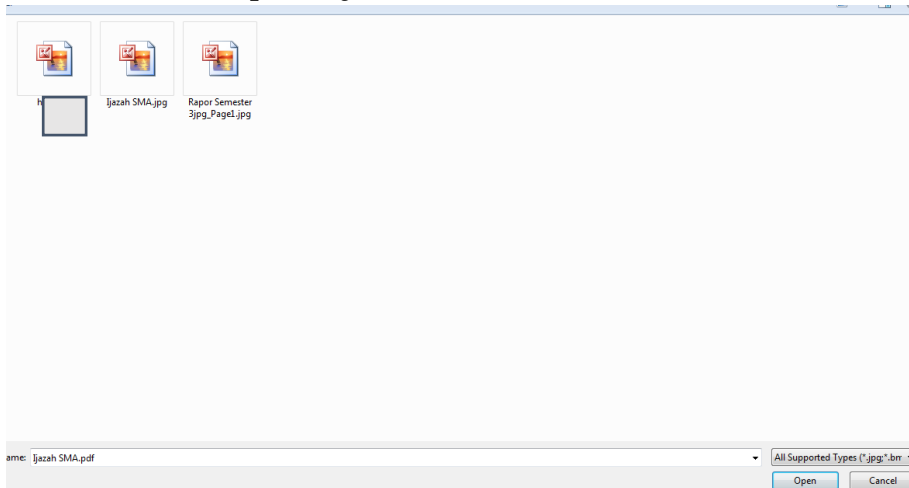 Ijazah SMA.jpg
Rapor Semester
3jpg_Page1.jpg
ame: Ijazah SMA.pdf
All Supported Types (*.jpg;*.bm
Open
Cancel